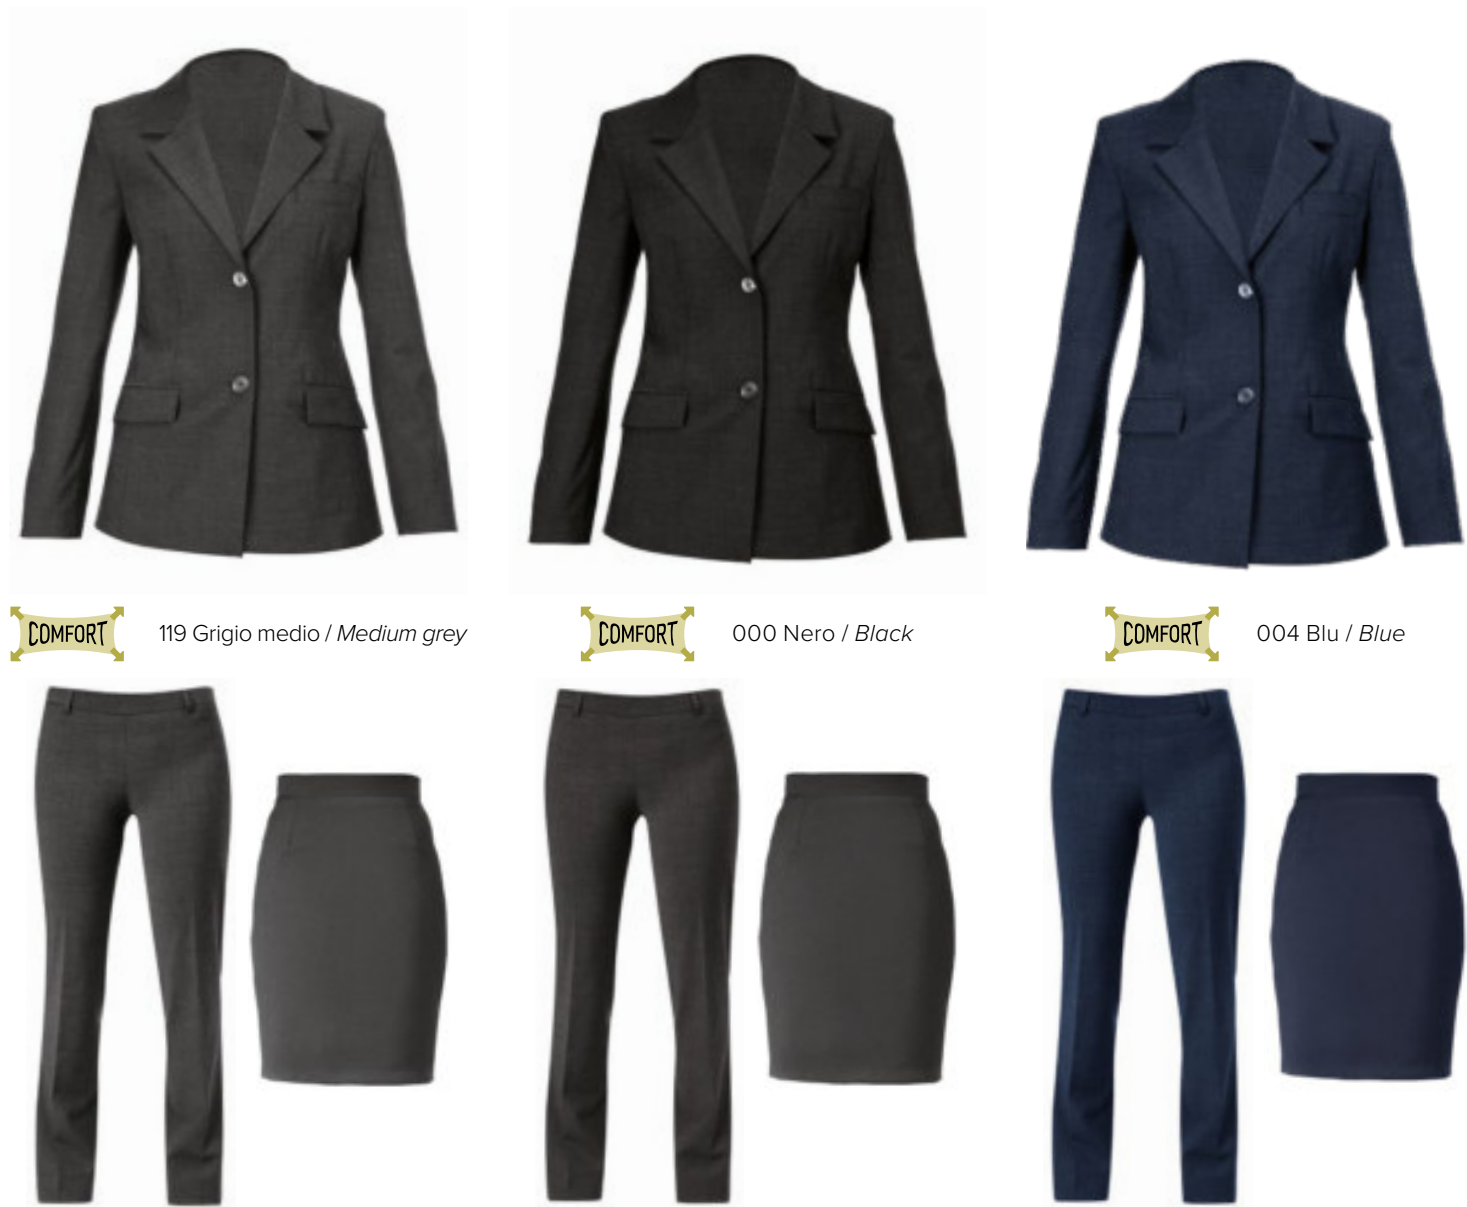 COMFORT 119 Grigio medio / Medium grey
COMFORT 000 Nero / Black
COMFORT 004 Blu / Blue